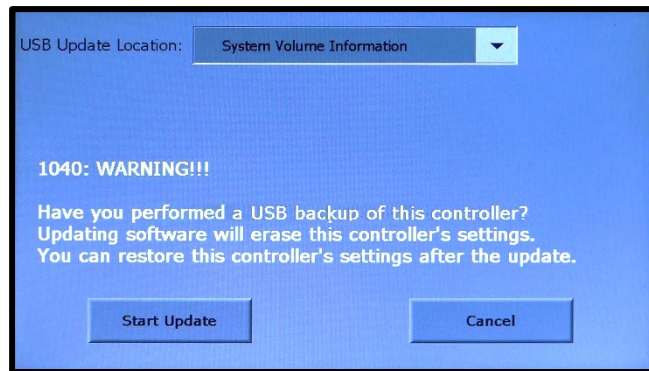 USB Update Location: System Volume Information
1040: WARNING!!!
Have you performed a USB backup of this controller?
Updating software will erase this controller's settings.
You can restore this controller's settings after the update.
Start Update Cancel